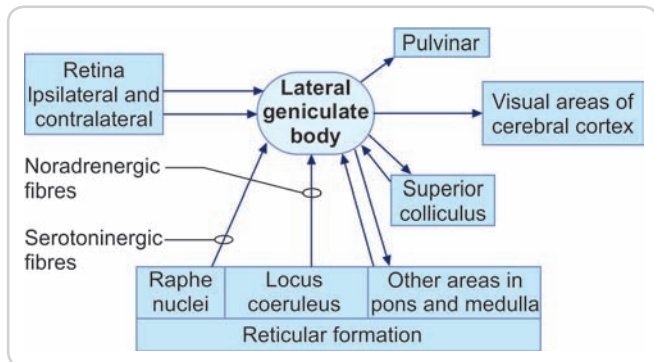 Pulvinar
Retina
Ipsilateral and
contralateral
Lateral
geniculate
body
Visual areas of
cerebral cortex
Noradrenergic
fibres
Superior
colliculus
Serotoninergic
fibres
Raphe
nuclei
Locus
coeruleus
Other areas in
pons and medulla
Reticular formation